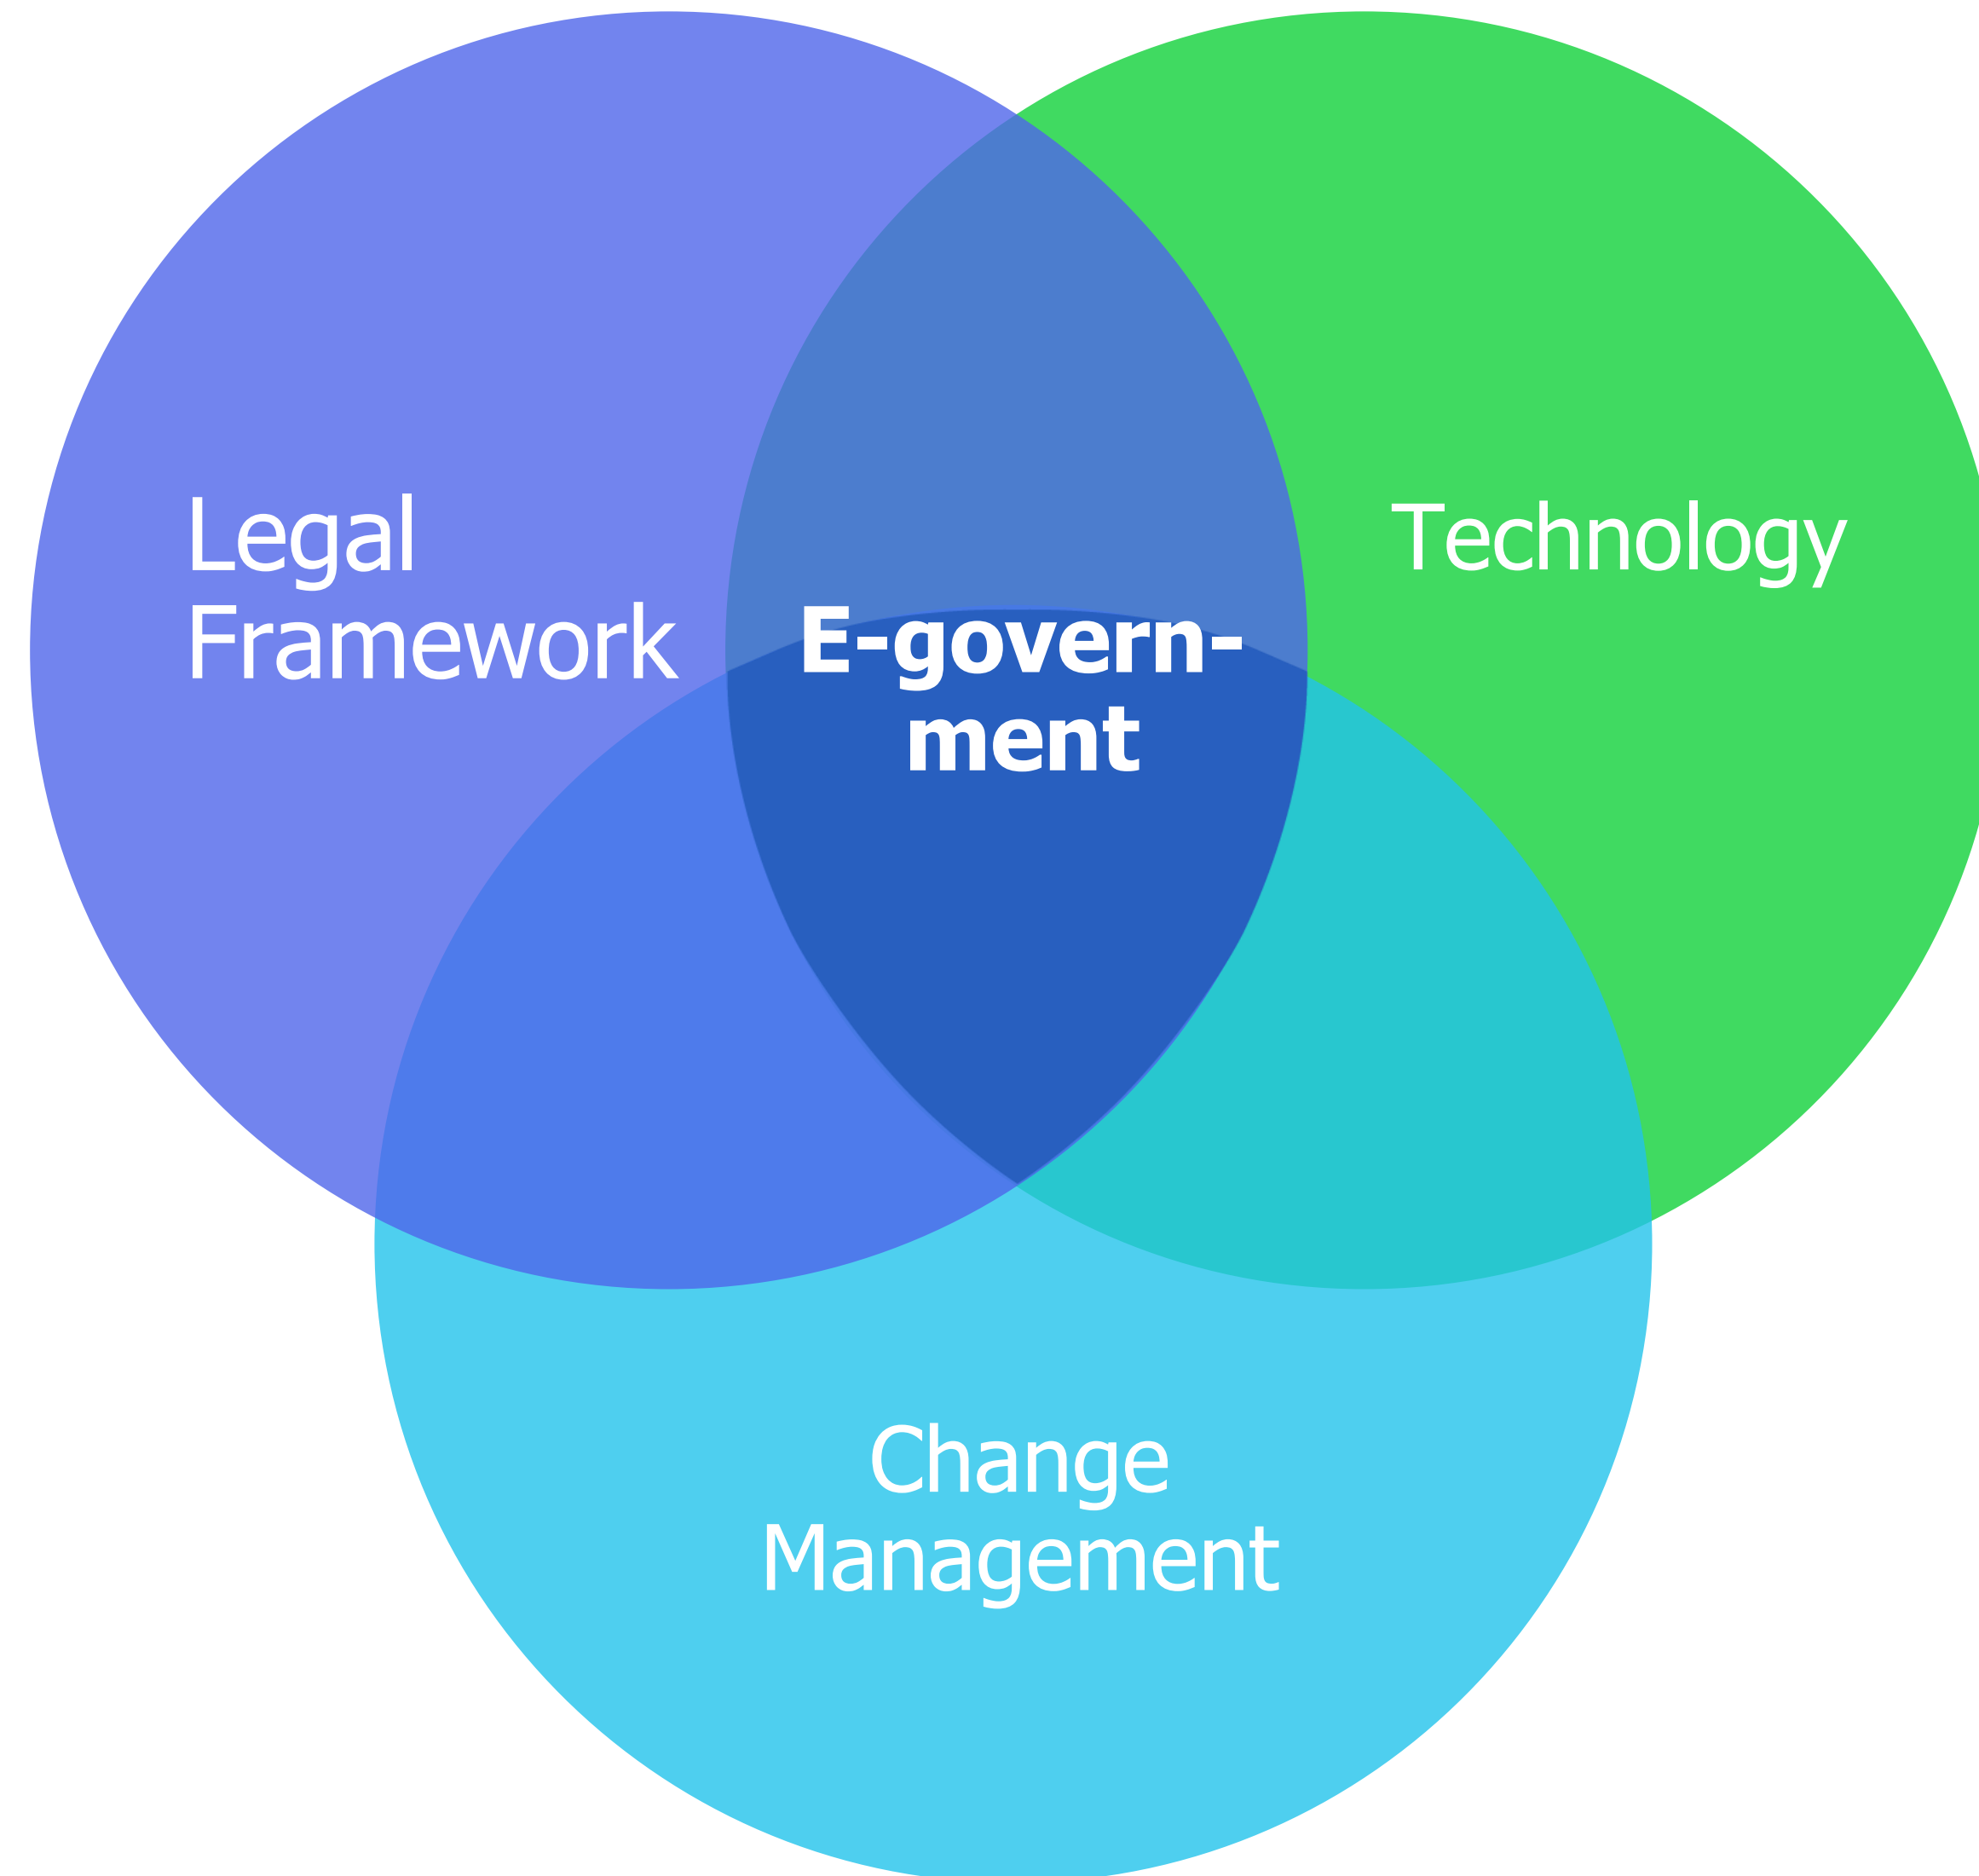 Legal
Framework
Technology
E-govern-
ment
Change
Management